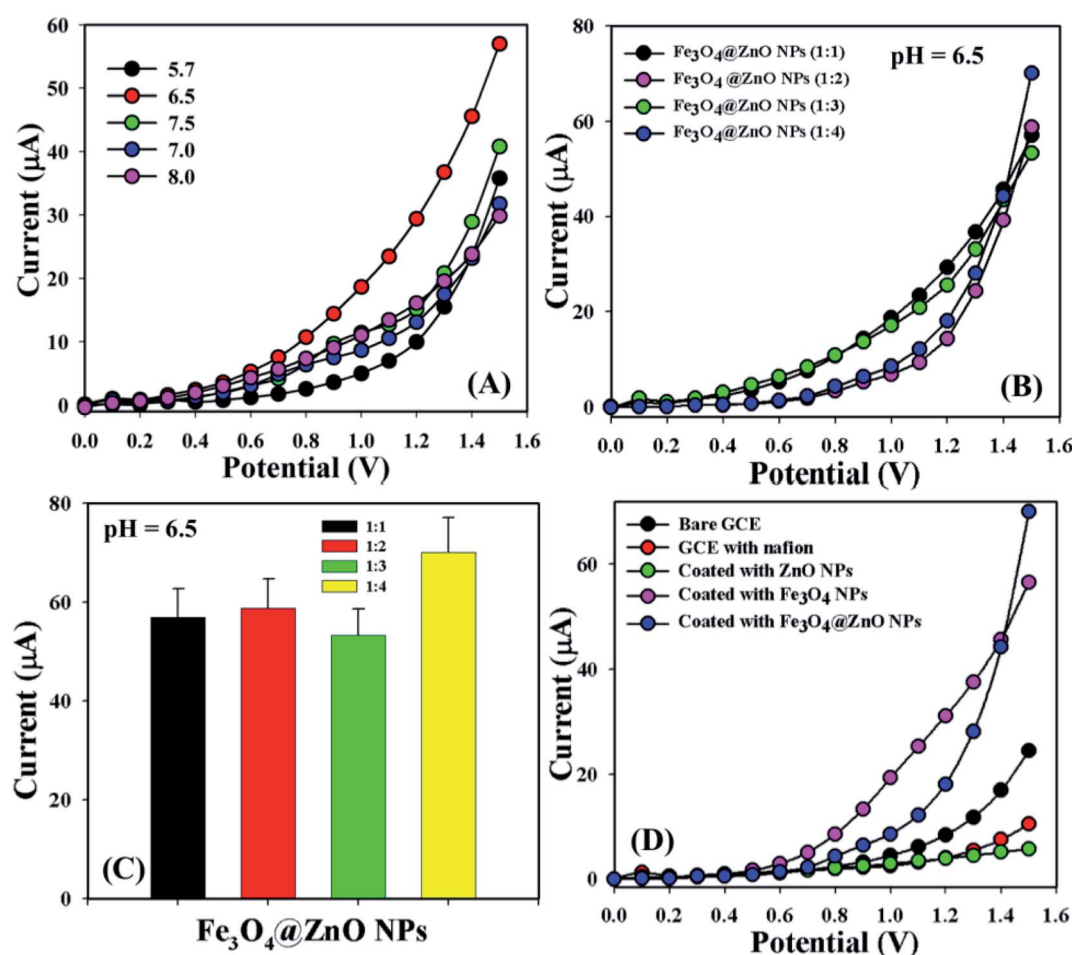 60
50
40
30
20
10
0
5.7
6.5
7.5
7.0
8.0
(A)
0.0 0.2 0.4 0.6 0.8 1.0 1.2 1.4 1.6
Potential (V)
Current (µA)
80
60
40
20
0
Fe₃O₄@ZnO NPs (1:1)
Fe₃O₄ @ZnO NPs (1:2)
Fe₃O₄@ZnO NPs (1:3)
Fe₃O₄@ZnO NPs (1:4)
pH = 6.5
(B)
0.0 0.2 0.4 0.6 0.8 1.0 1.2 1.4 1.6
Potential (V)
Current (µA)
80
60
40
20
0
pH = 6.5
1:1
1:2
1:3
1:4
(C)
Fe₃O₄@ZnO NPs
Current (µA)
60
40
20
0
Bare GCE
GCE with nafion
Coated with ZnO NPs
Coated with Fe₃O₄ NPs
Coated with Fe₃O₄@ZnO NPs
(D)
0.0 0.2 0.4 0.6 0.8 1.0 1.2 1.4 1.6
Potential (V)
Current (µA)